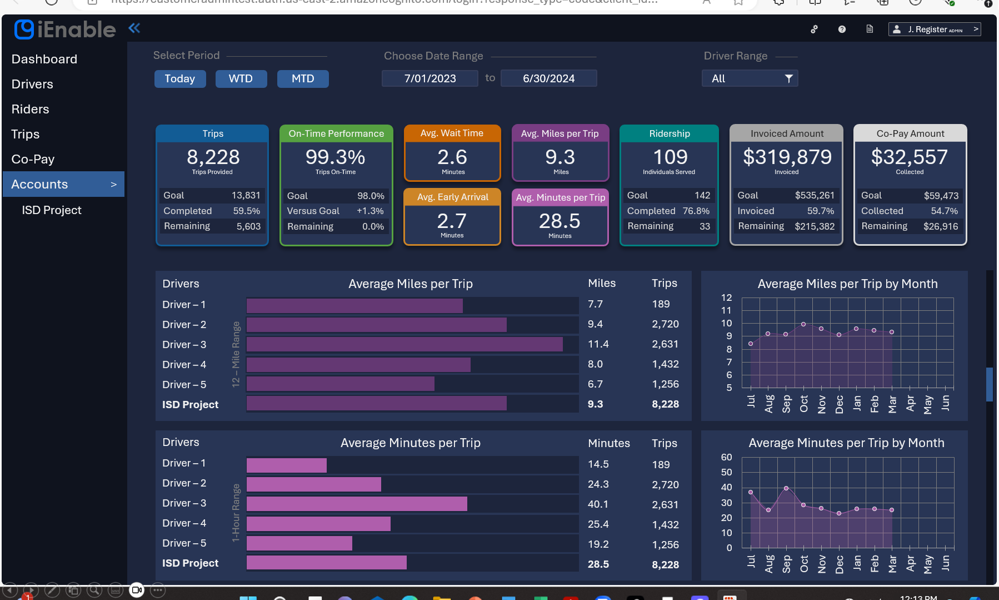 iEnable
J. Register ADMIN >
Dashboard
Drivers
Riders
Trips
Co-Pay
Accounts >
ISD Project
Select Period
Today
WTD
MTD
Choose Date Range
7/01/2023 to 6/30/2024
Driver Range
All
Trips
8,228
Trips Provided
Goal 13,831
Completed 59.5%
Remaining 5,603
On-Time Performance
99.3%
Trips On-Time
Goal 98.0%
Versus Goal +1.3%
Remaining 0.0%
Avg. Wait Time
2.6
Minutes
Avg. Early Arrival
2.7
Minutes
Avg. Miles per Trip
9.3
Miles
Avg. Minutes per Trip
28.5
Minutes
Ridership
109
Individuals Served
Goal 142
Completed 76.8%
Remaining 33
Invoiced Amount
$319,879
Invoiced
Goal $535,261
Invoiced 59.7%
Remaining $215,382
Co-Pay Amount
$32,557
Collected
Goal $59,473
Collected 54.7%
Remaining $26,916
Drivers Average Miles per Trip Miles Trips
Driver – 1 7.7 189
Driver – 2 9.4 2,720
Driver – 3 11.4 2,631
Driver – 4 8.0 1,432
Driver – 5 6.7 1,256
ISD Project 9.3 8,228
12 – Mile Range
Average Miles per Trip by Month
12
11
10
9
8
7
6
5
Jul Aug Sep Oct Nov Dec Jan Feb Mar Apr May Jun
Drivers Average Minutes per Trip Minutes Trips
Driver – 1 14.5 189
Driver – 2 24.3 2,720
Driver – 3 40.1 2,631
Driver – 4 25.4 1,432
Driver – 5 19.2 1,256
ISD Project 28.5 8,228
1-Hour Range
Average Minutes per Trip by Month
60
50
40
30
20
10
0
Jul Aug Sep Oct Nov Dec Jan Feb Mar Apr May Jun
1
12:13 PM